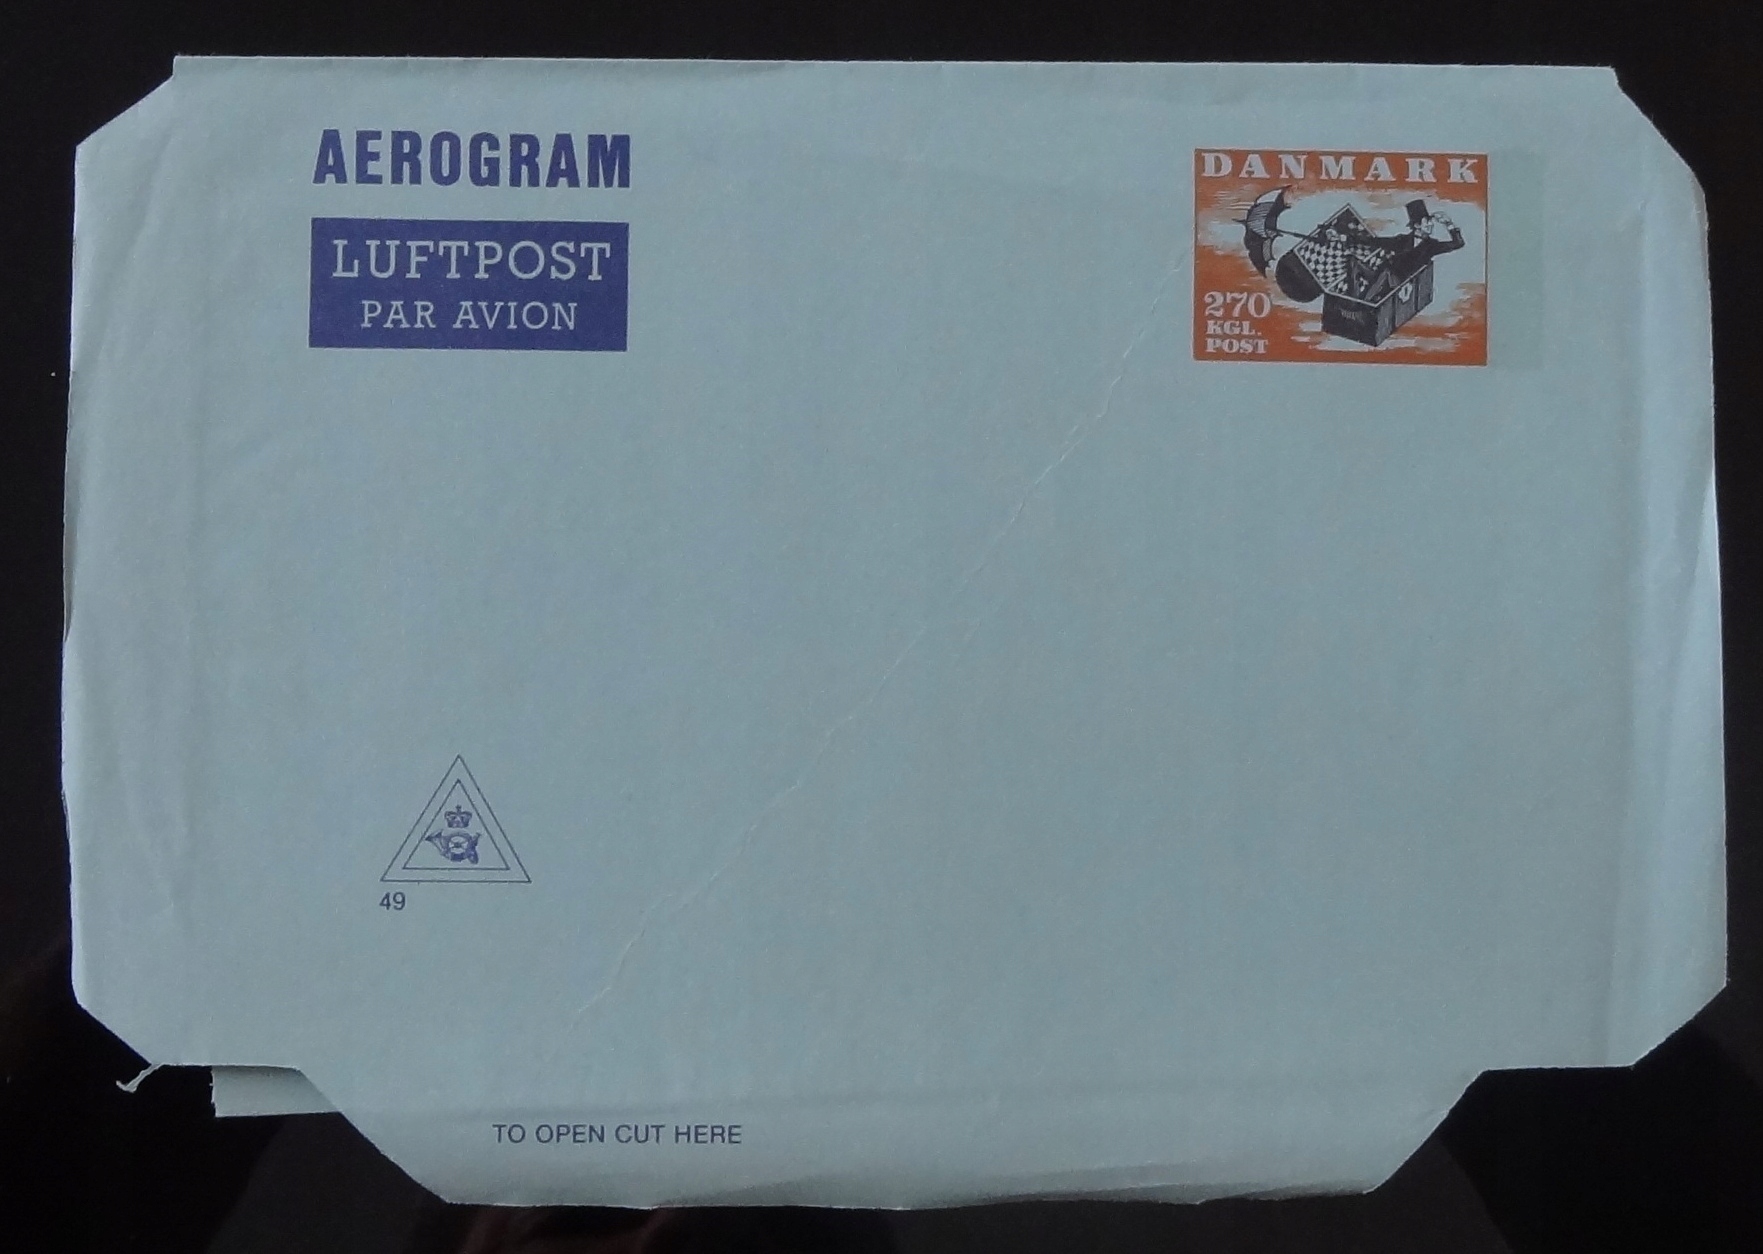 AEROGRAM
LUFTPOST
PAR AVION
DANMARK
270
KGL.
POST
49
TO OPEN CUT HERE